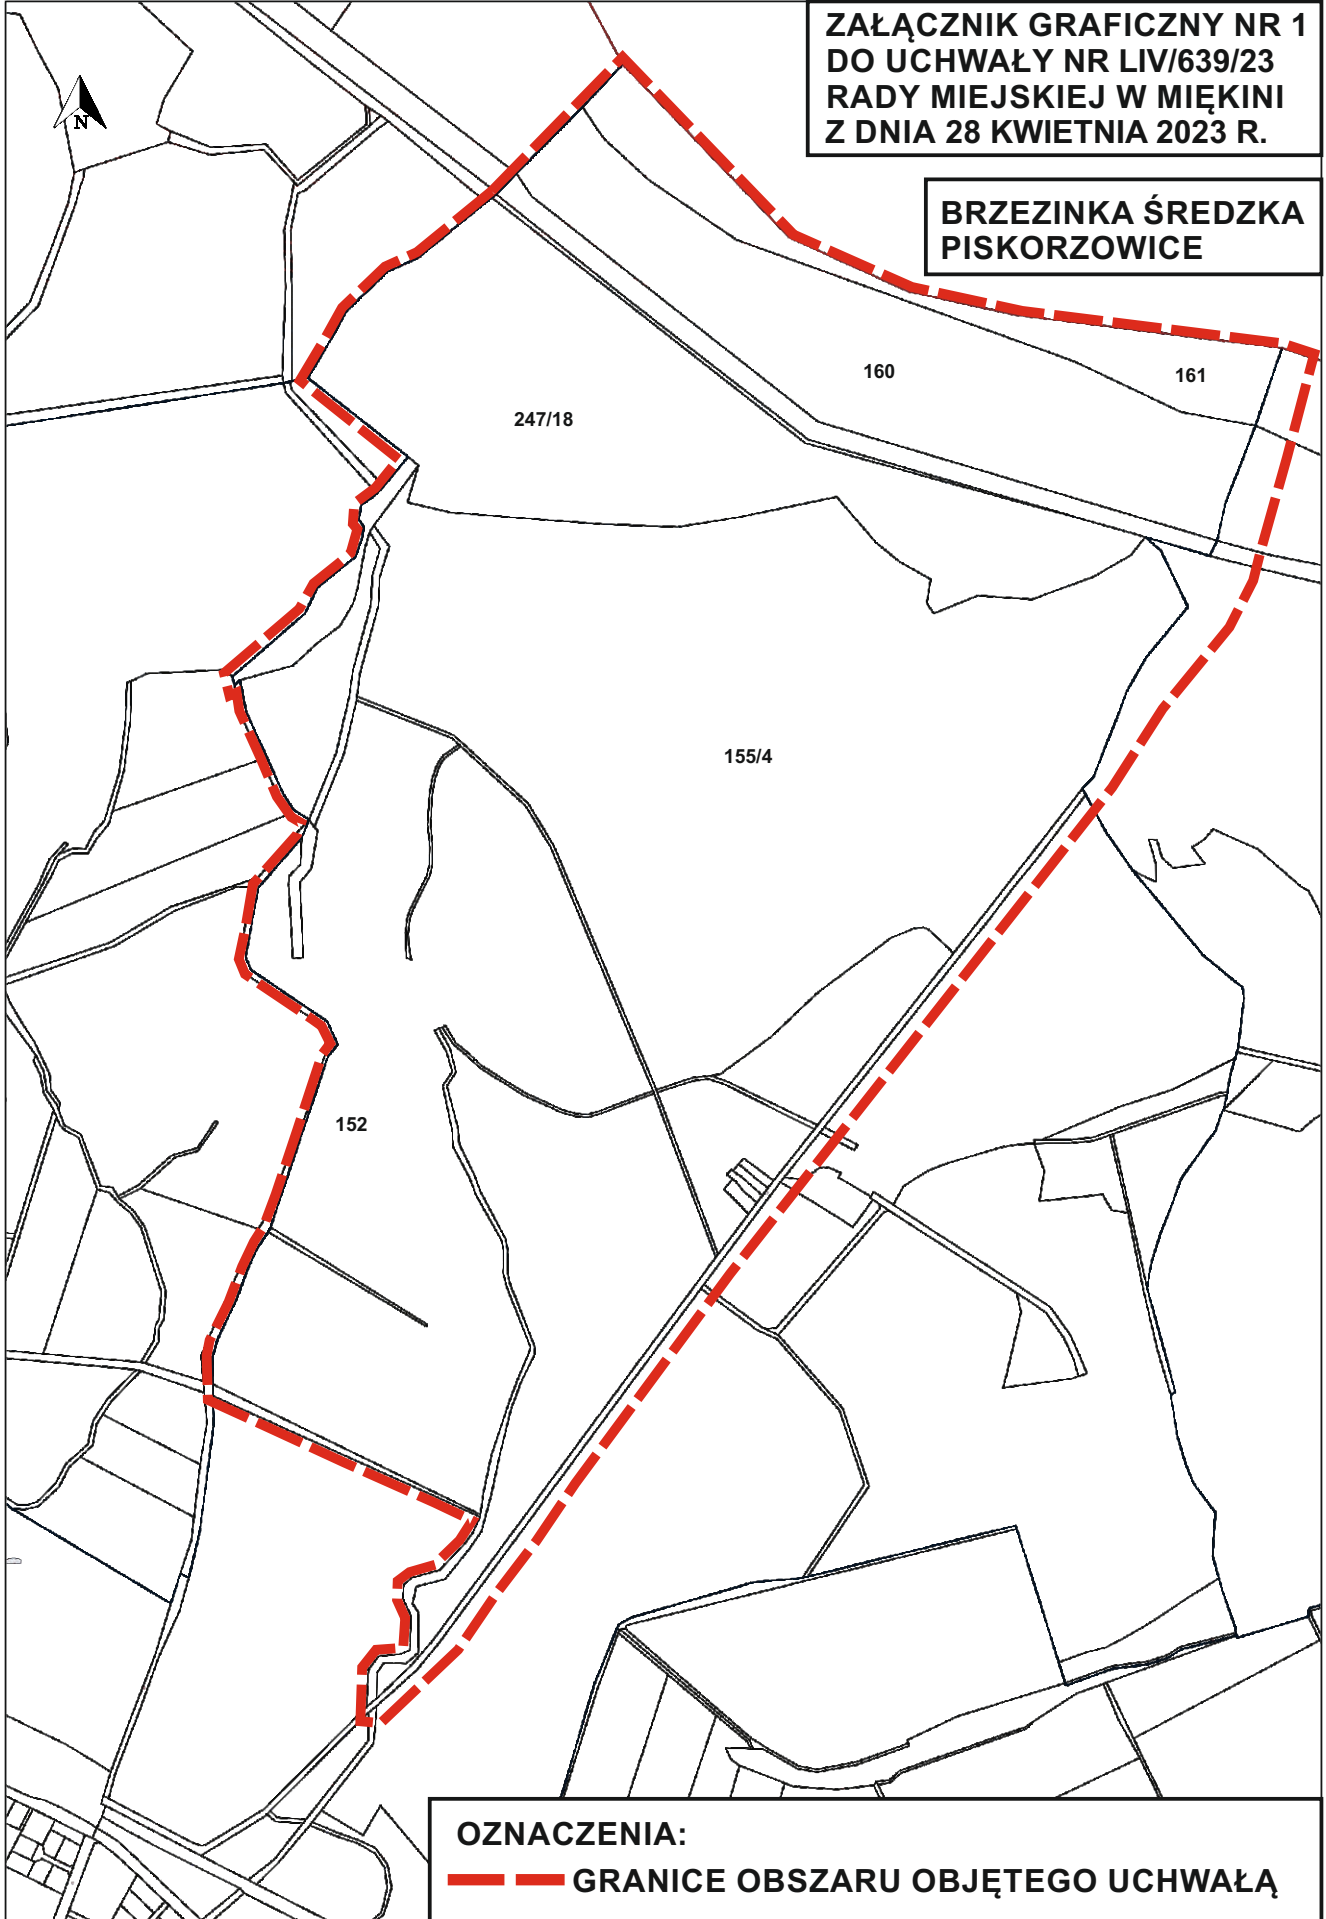 ZAŁĄCZNIK GRAFICZNY NR 1
DO UCHWAŁY NR LIV/639/23
RADY MIEJSKIEJ W MIĘKINI
Z DNIA 28 KWIETNIA 2023 R.
N
BRZEZINKA ŚREDZKA
PISKORZOWICE
160
161
247/18
155/4
152
OZNACZENIA:
GRANICE OBSZARU OBJĘTEGO UCHWAŁĄ